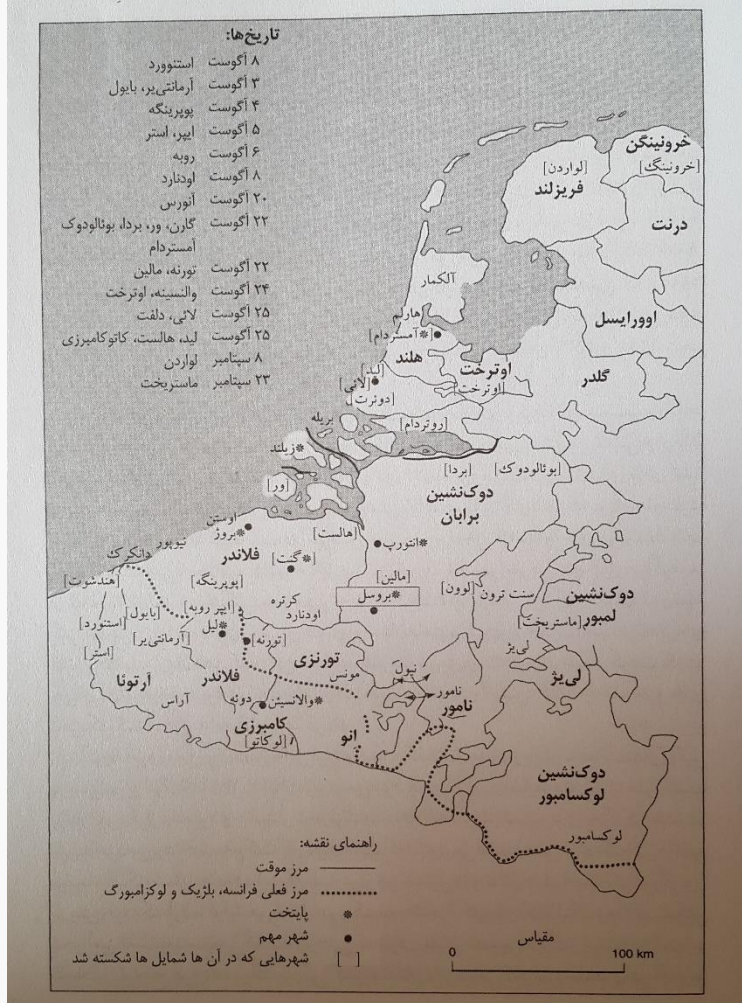 تاریخ‌ها:
۸ آگوست استنوورد
۳ آگوست آرمانتی‌یر، بایول
۴ آگوست پوپرینگه
۵ آگوست ایپر، استر
۶ آگوست روبه
۸ آگوست اودنارد
۲۰ آگوست آنورس
۲۲ آگوست گارن، ور، بردا، بوئالودوک
آمستردام
۲۲ آگوست تورنه، مالین
۲۴ آگوست والنسینه، اوترخت
۲۵ آگوست لائی، دلفت
۲۵ آگوست لید، هالست، کاتوکامبرزی
۸ سپتامبر لواردن
۲۳ سپتامبر ماستریخت
خرونینگن
[خرونینگ]
[لواردن]
فریزلند
درنت
آلکمار
هارلم
[آمستردام]
هلند
اوترخت
[اوترخت]
اوورایسل
گلدر
[لید]
[لائی]
[دوئرت]
[روتردام]
بریله
زیلند
[ور]
[بردا]
[بوئالودوک]
دوک‌نشین
برابان
اوستن
بروژ
نیوپور
دانکرک
فلاندر
[هالست]
انتورپ
[گنت]
[هندشوت]
[پوپرینگه]
[مالین]
بروسل
[لوون]
سنت ترون
دوک‌نشین
لمبور
[ماستریخت]
[استنورد]
[بایول]
[ایپر روبه]
کرتره
اودنارد
لیل
[آرمانتی‌یر]
[تورنه]
[استر]
تورنزی
مونس
نیول
نامور
نامور
لی‌یژ
لی‌یژ
آرتوئا
آراس
فلاندر
دوئه
والانسیئن
کامبرزی
[لوکاتو]
انو
دوک‌نشین
لوکسامبور
لوکسامبور
راهنمای نقشه:
مرز موقت
مرز فعلی فرانسه، بلژیک و لوکزامبورگ
پایتخت
شهر مهم
[ ] شهرهایی که در آن ها شمایل ها شکسته شد
مقیاس
0 100 km